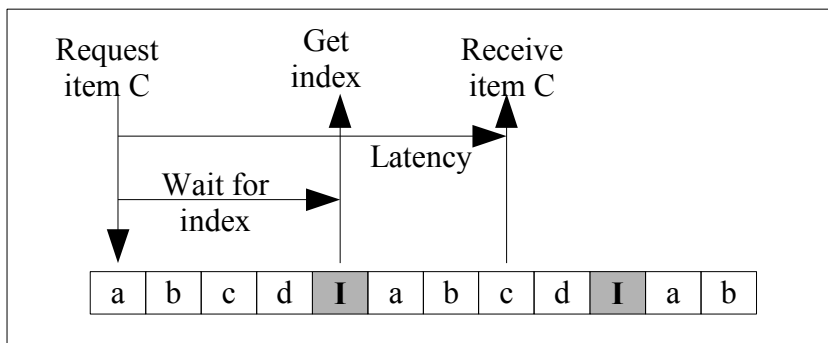 Request
item C
Get
index
Receive
item C
Latency
Wait for
index
a b c d I a b c d I a b